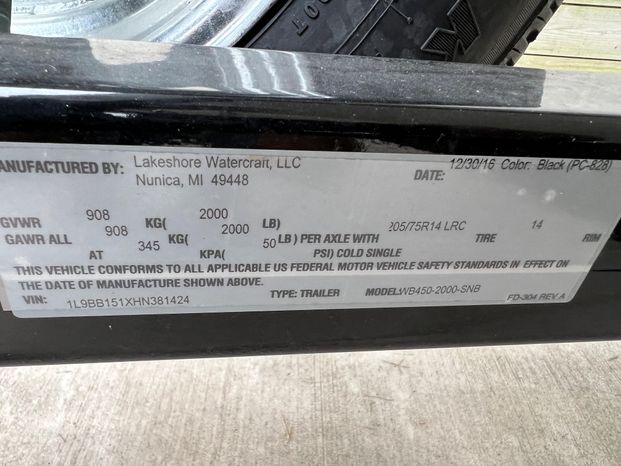 MANUFACTURED BY: Lakeshore Watercraft, LLC
Nunica, MI 49448
DATE: 12/30/16 Color: Black (PC-828)
GVWR 908 KG( 2000 LB)
GAWR ALL 908 KG( 2000 LB) PER AXLE WITH 205/75R14 LRC TIRE 14 RIM
AT 345 KPA( 50 PSI) COLD SINGLE
THIS VEHICLE CONFORMS TO ALL APPLICABLE US FEDERAL MOTOR VEHICLE SAFETY STANDARDS IN EFFECT ON
THE DATE OF MANUFACTURE SHOWN ABOVE.
VIN: 1L9BB151XHN381424 TYPE: TRAILER MODEL: WB450-2000-SNB
FD-304 REV A